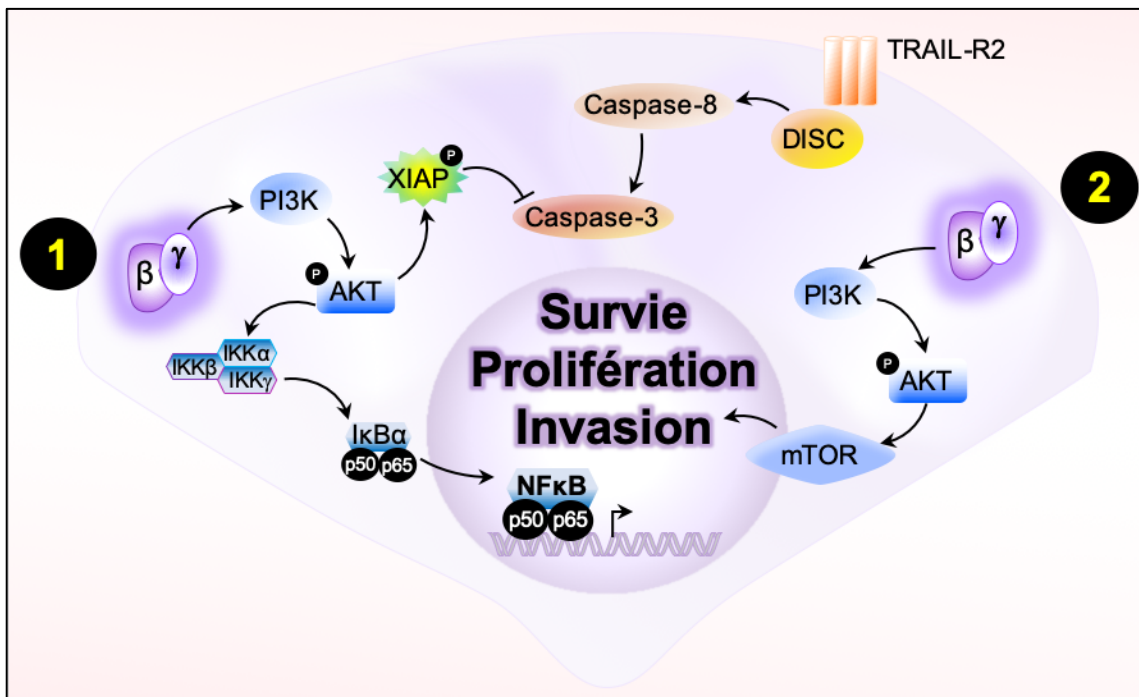 TRAIL-R2
Caspase-8
DISC
P
XIAP
Caspase-3
PI3K
1
β γ
P
AKT
IKKα
IKKβ
IKKγ
IκBα
p50 p65
NFκB
p50 p65
Survie
Prolifération
Invasion
2
β γ
PI3K
P
AKT
mTOR